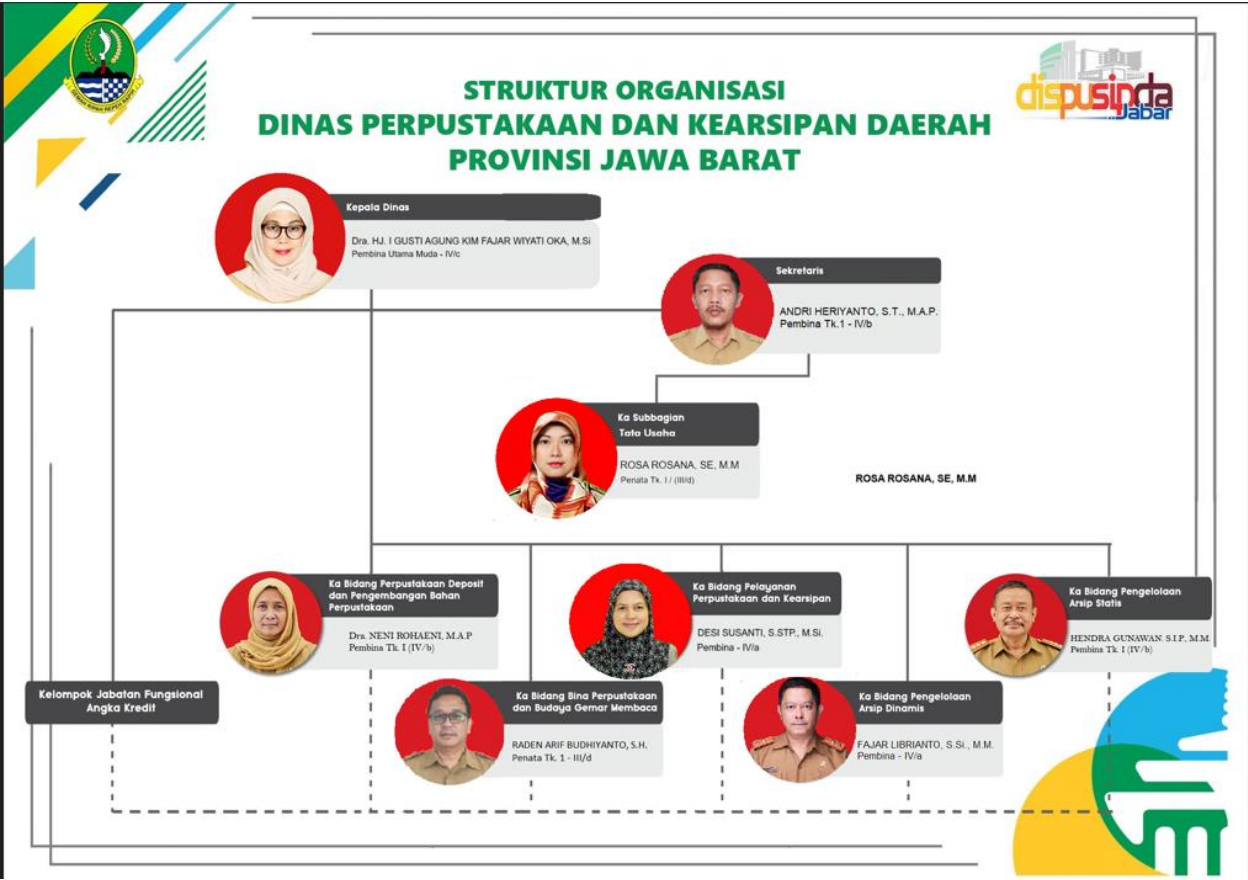 STRUKTUR ORGANISASI
DINAS PERPUSTAKAAN DAN KEARSIPAN DAERAH
PROVINSI JAWA BARAT
dispusipda
Jabar
Kepala Dinas
Dra. HJ. I GUSTI AGUNG KIM FAJAR WIYATI OKA, M.Si
Pembina Utama Muda - IV/c
Sekretaris
ANDRI HERIYANTO, S.T., M.A.P.
Pembina Tk.1 - IV/b
Ka Subbagian
Tata Usaha
ROSA ROSANA, SE, M.M
Penata Tk. I / (III/d)
ROSA ROSANA, SE, M.M
Ka Bidang Perpustakaan Deposit
dan Pengembangan Bahan
Perpustakaan
Dra. NENI ROHAENI, M.A.P
Pembina Tk. I (IV/b)
Ka Bidang Pelayanan
Perpustakaan dan Kearsipan
DESI SUSANTI, S.STP., M.Si.
Pembina - IV/a
Ka Bidang Pengelolaan
Arsip Statis
HENDRA GUNAWAN. S.I.P., M.M.
Pembina Tk. I (IV/b)
Kelompok Jabatan Fungsional
Angka Kredit
Ka Bidang Bina Perpustakaan
dan Budaya Gemar Membaca
RADEN ARIF BUDHIYANTO, S.H.
Penata Tk. 1 - III/d
Ka Bidang Pengelolaan
Arsip Dinamis
FAJAR LIBRIANTO, S.Si., M.M.
Pembina - IV/a